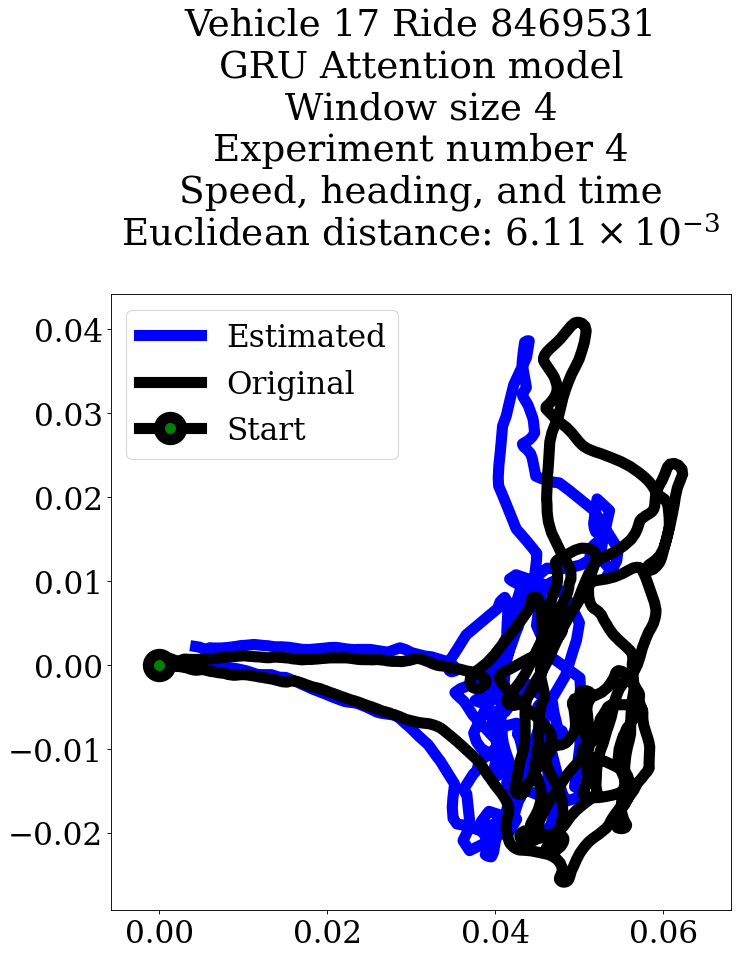 Vehicle 17 Ride 8469531
GRU Attention model
Window size 4
Experiment number 4
Speed, heading, and time
Euclidean distance: 6.11 × 10⁻³
Estimated
Original
Start
0.04
0.03
0.02
0.01
0.00
−0.01
−0.02
0.00 0.02 0.04 0.06